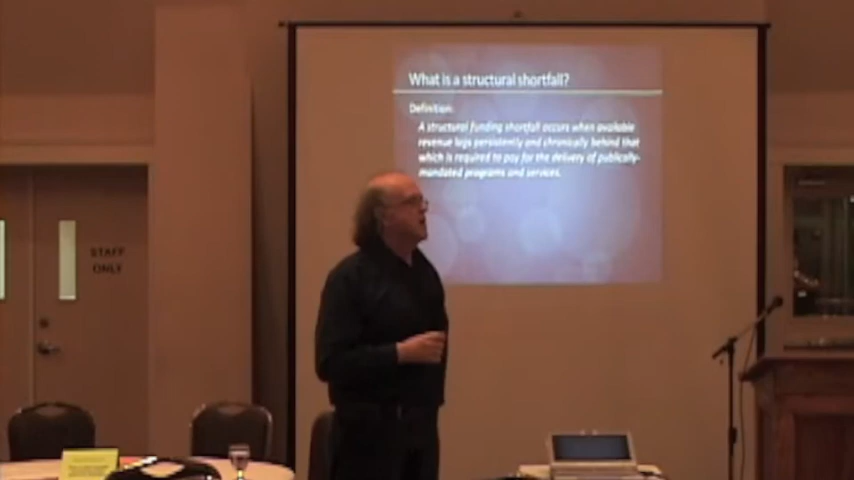 What is a structural shortfall?
Definition:
A structural funding shortfall occurs when available
revenue lags persistently and chronically behind that
which is required to pay for the delivery of publically-
mandated programs and services.
STAFF
ONLY